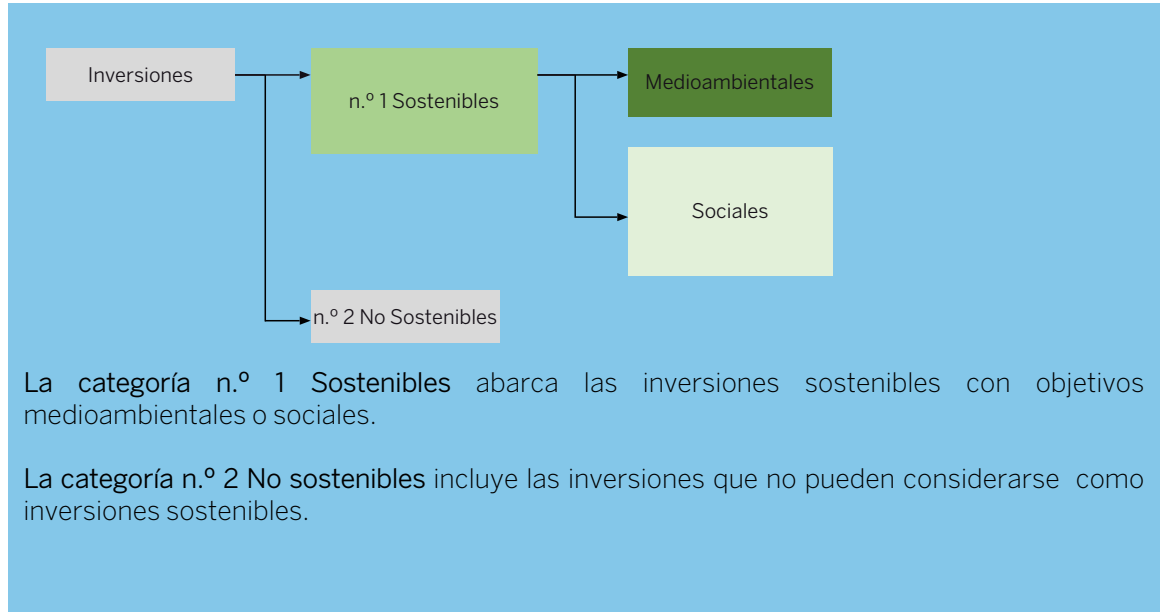 Inversiones
n.º 1 Sostenibles
Medioambientales
Sociales
n.º 2 No Sostenibles
La categoría n.º 1 Sostenibles abarca las inversiones sostenibles con objetivos
medioambientales o sociales.
La categoría n.º 2 No sostenibles incluye las inversiones que no pueden considerarse como
inversiones sostenibles.